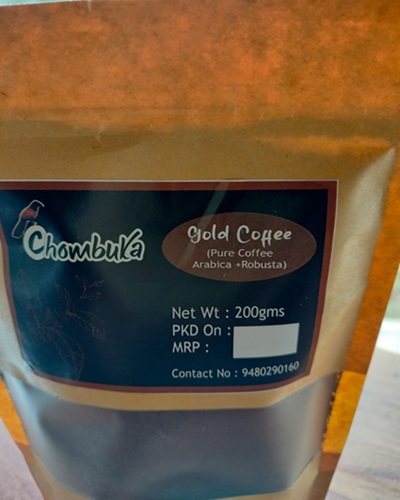 Chombuka
Gold Coffee
(Pure Coffee
Arabica +Robusta)
Net Wt : 200gms
PKD On :
MRP :
Contact No : 9480290160